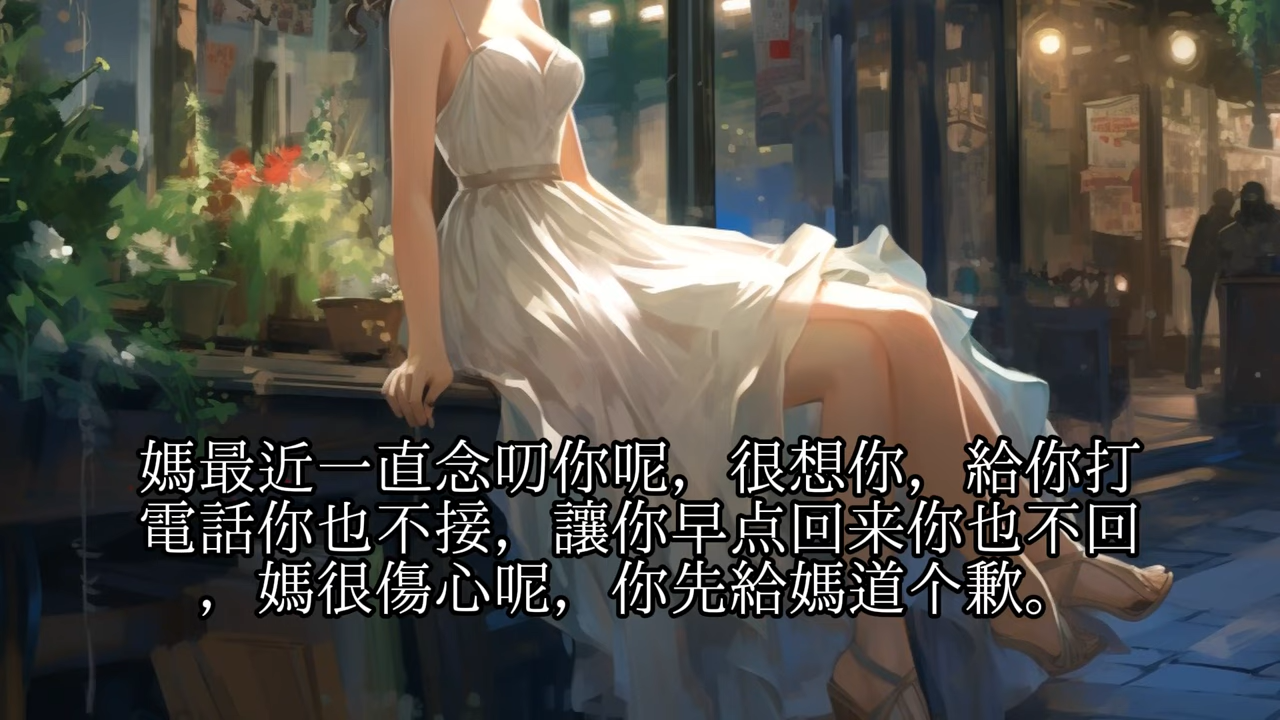 媽最近一直念叨你呢，很想你，給你打
電話你也不接，讓你早点回来你也不回
，媽很傷心呢，你先給媽道个歉。